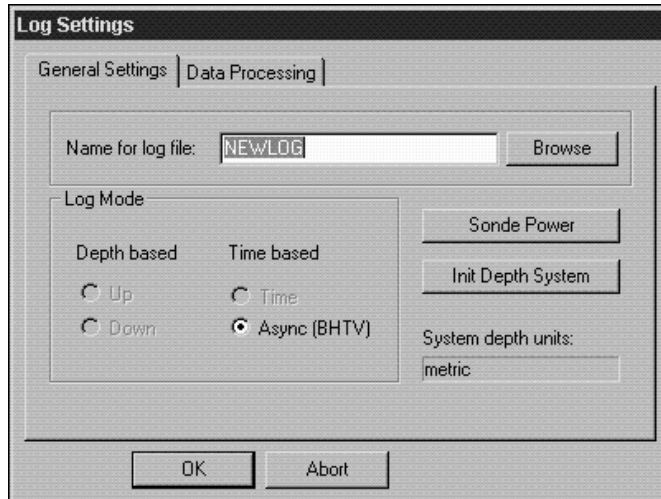 Log Settings
General Settings
Data Processing
Name for log file:
NEWLOG
Browse
Log Mode
Depth based
Time based
Up
Time
Down
Async (BHTV)
Sonde Power
Init Depth System
System depth units:
metric
OK
Abort